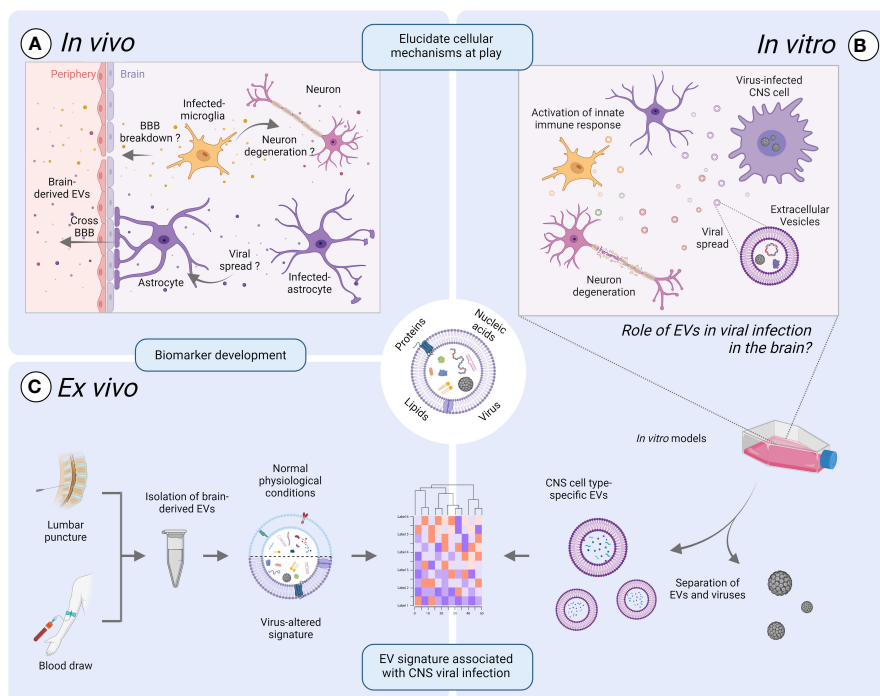 Elucidate cellular
mechanisms at play
A
In vivo
Periphery
Brain
Neuron
Infected-
microglia
BBB
breakdown ?
Neuron
degeneration ?
Brain-
derived EVs
Cross
BBB
Viral
spread ?
Astrocyte
Infected-
astrocyte
In vitro
B
Virus-infected
CNS cell
Activation of innate
immune response
Extracellular
Vesicles
Viral
spread
Neuron
degeneration
Role of EVs in viral infection
in the brain?
Biomarker development
Proteins
Nucleic
acids
Lipids
Virus
C
Ex vivo
Lumbar
puncture
Blood draw
Isolation of brain-
derived EVs
Normal
physiological
conditions
Virus-altered
signature
In vitro models
CNS cell type-
specific EVs
Separation of
EVs and viruses
EV signature associated
with CNS viral infection